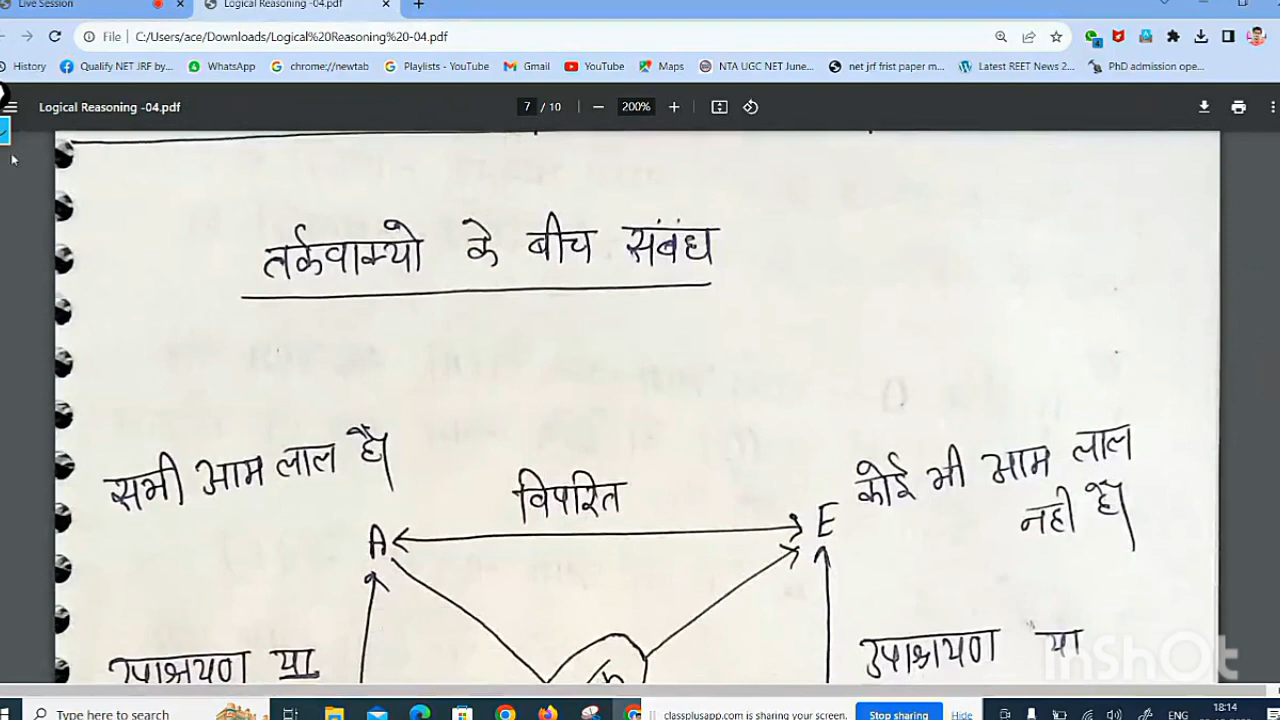 Live Session
Logical Reasoning -04.pdf
File | C:/Users/ace/Downloads/Logical%20Reasoning%20-04.pdf
History Qualify NET JRF by... WhatsApp chrome://newtab Playlists - YouTube Gmail YouTube Maps NTA UGC NET June... net jrf frist paper m... Latest REET News 2... PhD admission ope...
Logical Reasoning -04.pdf 7 / 10 200%
तर्कवाक्यो के बीच संबंध
सभी आम लाल है।
कोई भी आम लाल
नही है।
विपरित
A E
उपाश्रयण या
उपाश्रयण या
InShOt
Type here to search
classplusapp.com is sharing your screen. Stop sharing Hide
ENG
18:14